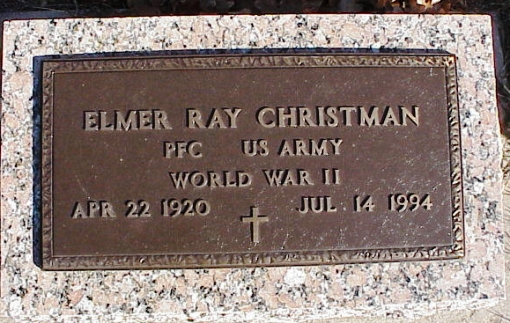 ELMER RAY CHRISTMAN
PFC US ARMY
WORLD WAR II
APR 22 1920 JUL 14 1994